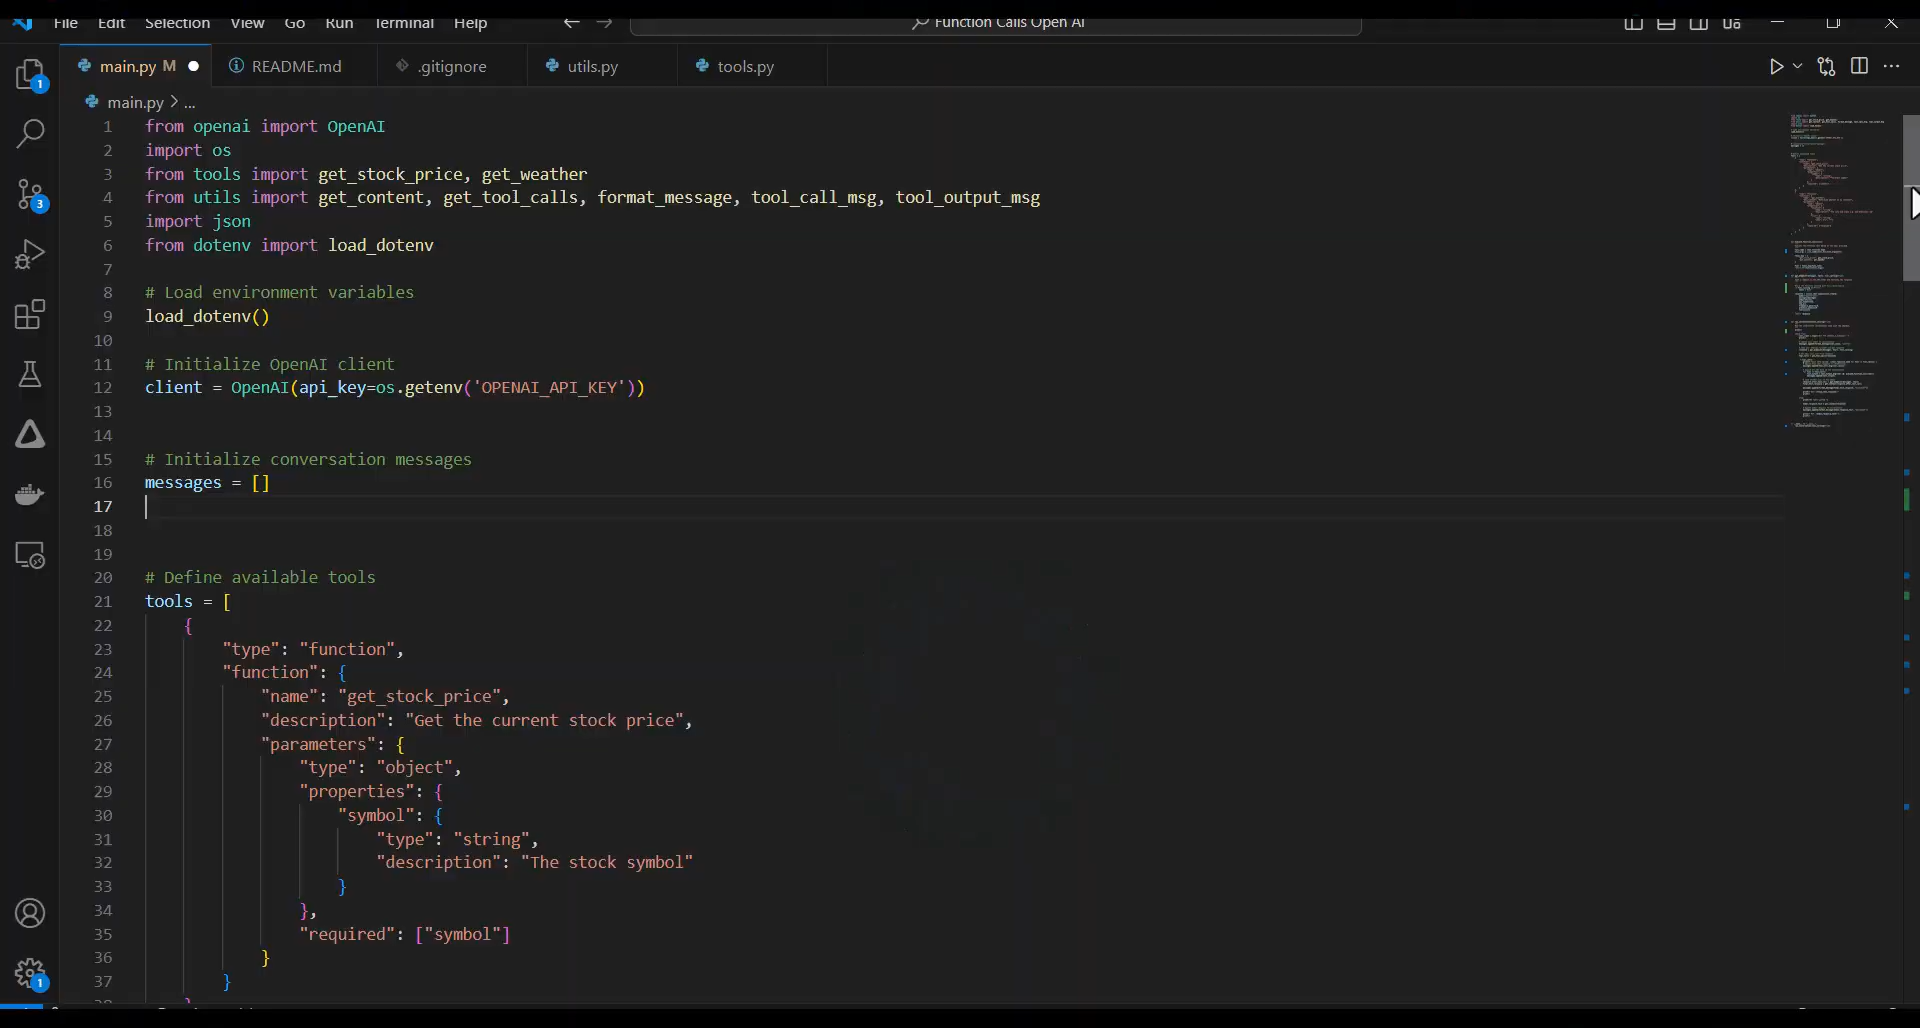 File Edit Selection View Go Run Terminal Help ← → Function Calls Open AI
main.py M ● README.md .gitignore utils.py tools.py
main.py > ...
1 from openai import OpenAI
2 import os
3 from tools import get_stock_price, get_weather
4 from utils import get_content, get_tool_calls, format_message, tool_call_msg, tool_output_msg
5 import json
6 from dotenv import load_dotenv
7
8 # Load environment variables
9 load_dotenv()
10
11 # Initialize OpenAI client
12 client = OpenAI(api_key=os.getenv('OPENAI_API_KEY'))
13
14
15 # Initialize conversation messages
16 messages = []
17
18
19
20 # Define available tools
21 tools = [
22 {
23 "type": "function",
24 "function": {
25 "name": "get_stock_price",
26 "description": "Get the current stock price",
27 "parameters": {
28 "type": "object",
29 "properties": {
30 "symbol": {
31 "type": "string",
32 "description": "The stock symbol"
33 }
34 },
35 "required": ["symbol"]
36 }
37 }
1
3
1